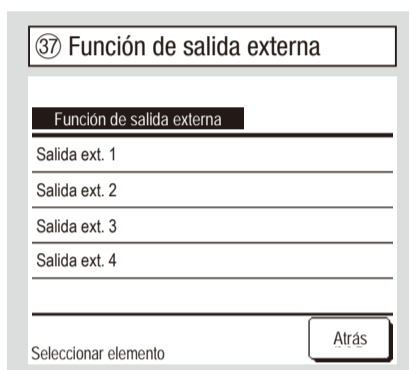 ㊲ Función de salida externa
Función de salida externa
Salida ext. 1
Salida ext. 2
Salida ext. 3
Salida ext. 4
Atrás
Seleccionar elemento